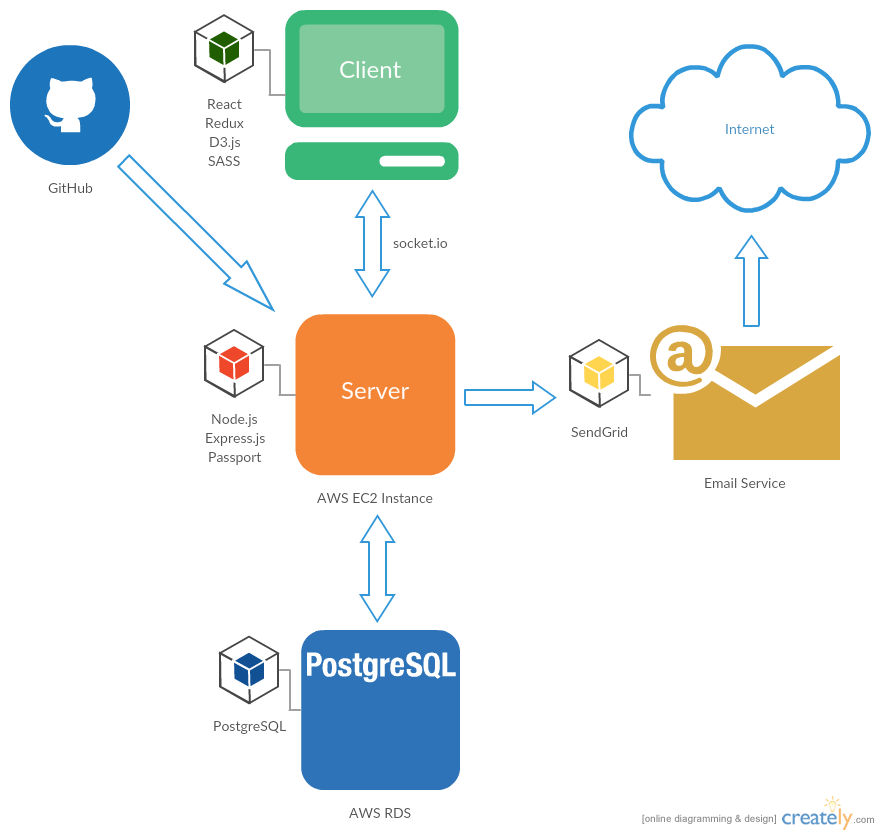 Client
React
Redux
D3.js
SASS
GitHub
Internet
socket.io
Server
Node.js
Express.js
Passport
@
SendGrid
Email Service
AWS EC2 Instance
PostgreSQL
PostgreSQL
AWS RDS
[online diagramming & design] creately.com